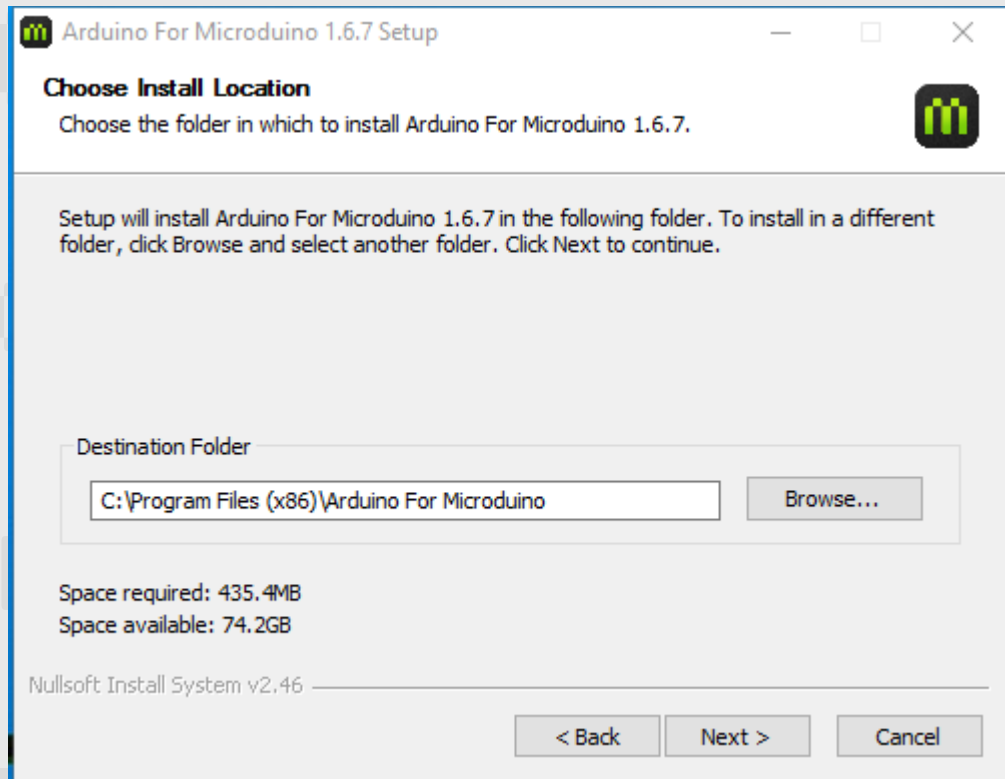 Arduino For Microduino 1.6.7 Setup
Choose Install Location
Choose the folder in which to install Arduino For Microduino 1.6.7.
Setup will install Arduino For Microduino 1.6.7 in the following folder. To install in a different
folder, click Browse and select another folder. Click Next to continue.
Destination Folder
C:\Program Files (x86)\Arduino For Microduino
Browse...
Space required: 435.4MB
Space available: 74.2GB
Nullsoft Install System v2.46
< Back
Next >
Cancel